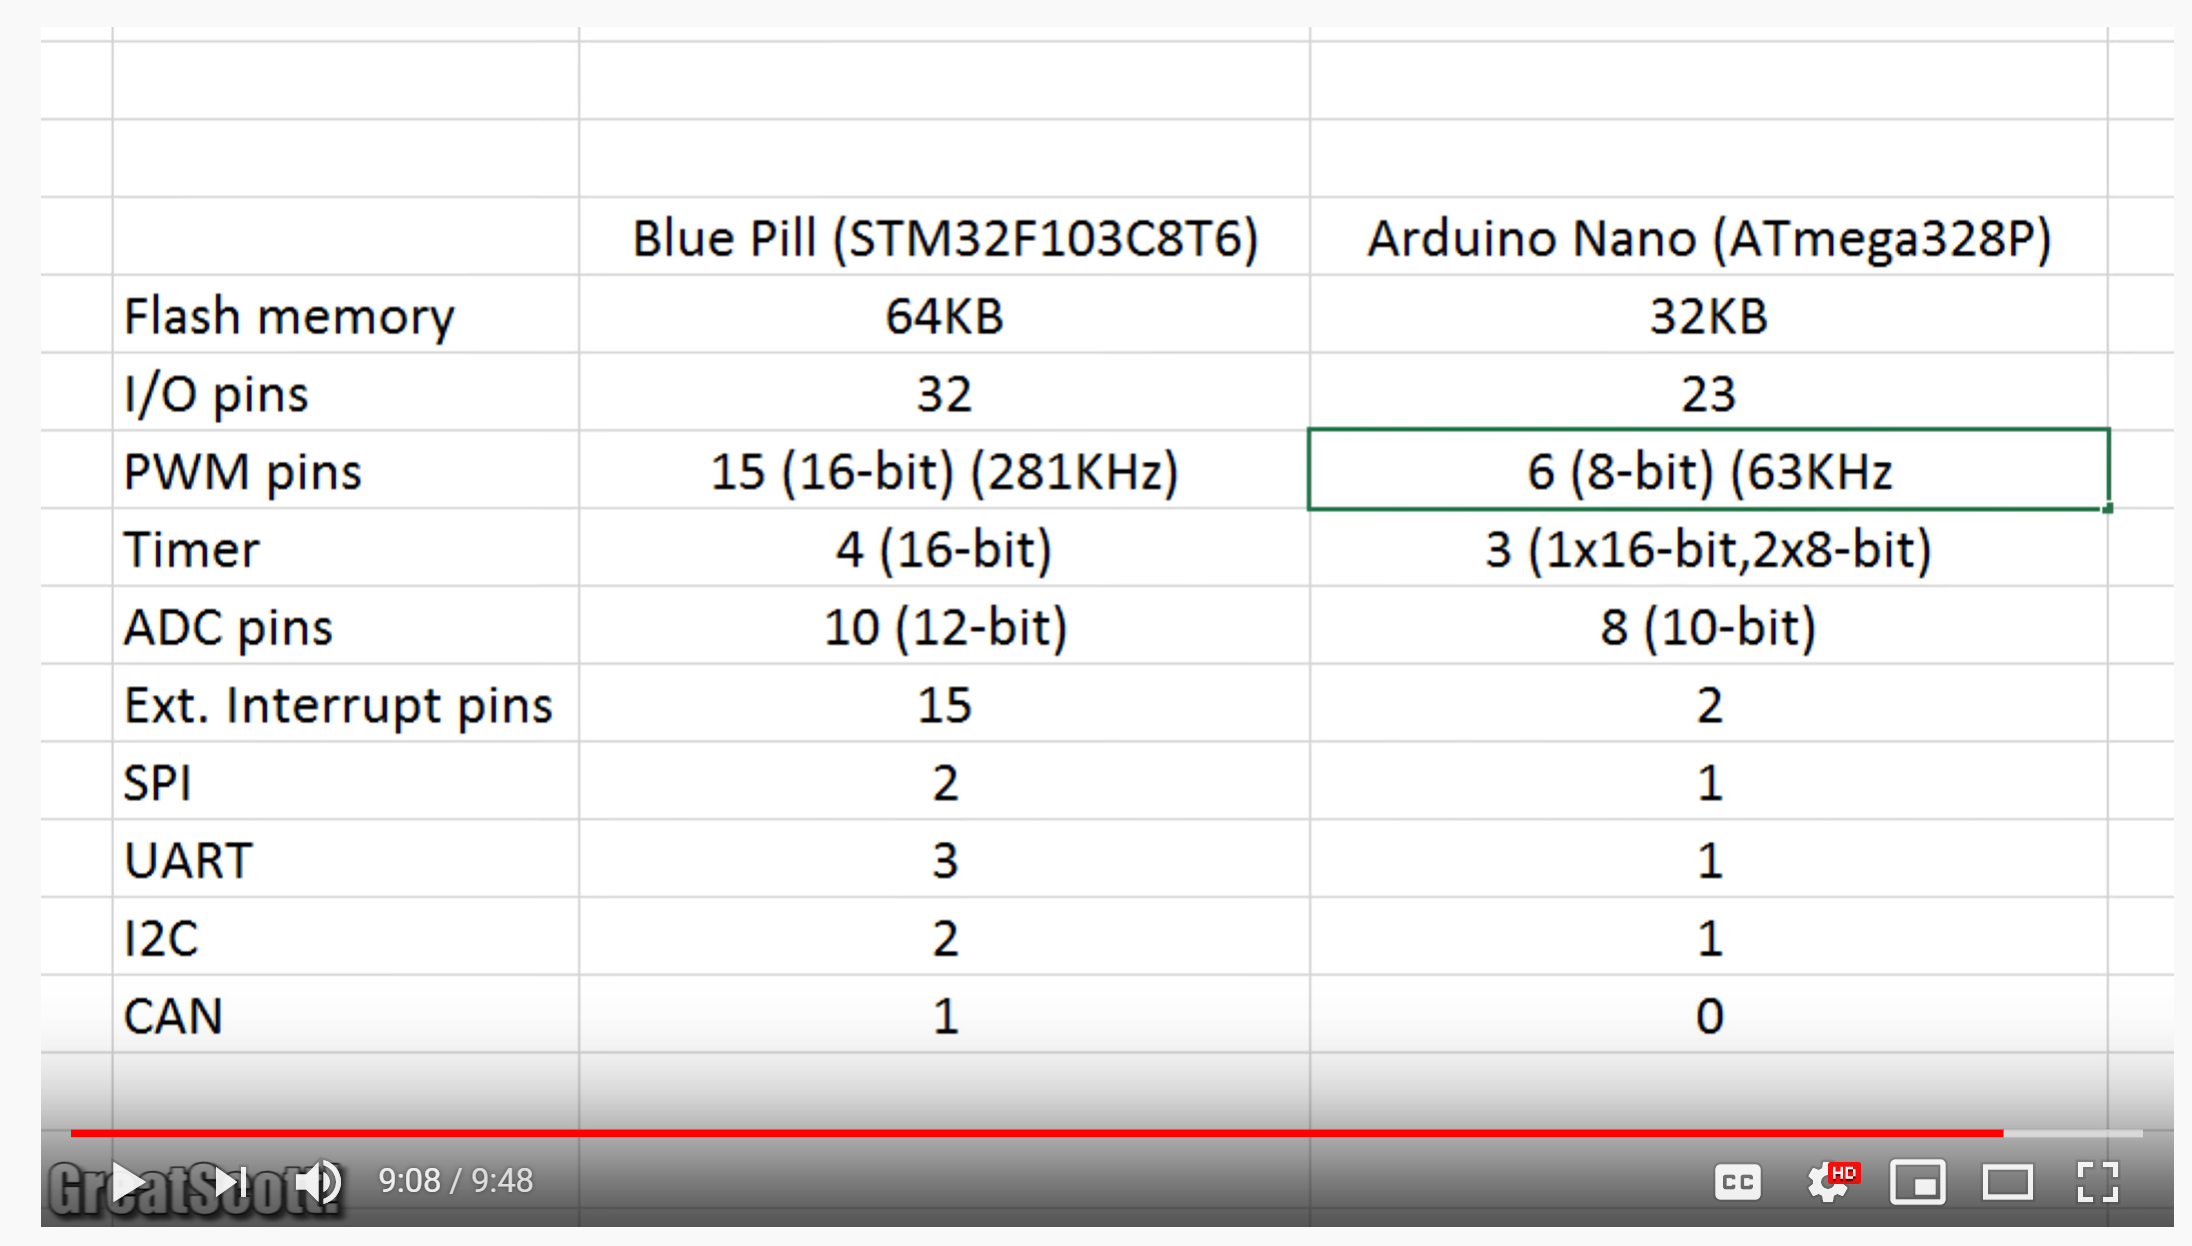 Blue Pill (STM32F103C8T6) Arduino Nano (ATmega328P)
Flash memory 64KB 32KB
I/O pins 32 23
PWM pins 15 (16-bit) (281KHz) 6 (8-bit) (63KHz
Timer 4 (16-bit) 3 (1x16-bit,2x8-bit)
ADC pins 10 (12-bit) 8 (10-bit)
Ext. Interrupt pins 15 2
SPI 2 1
UART 3 1
I2C 2 1
CAN 1 0
GreatScott! 9:08 / 9:48 CC HD